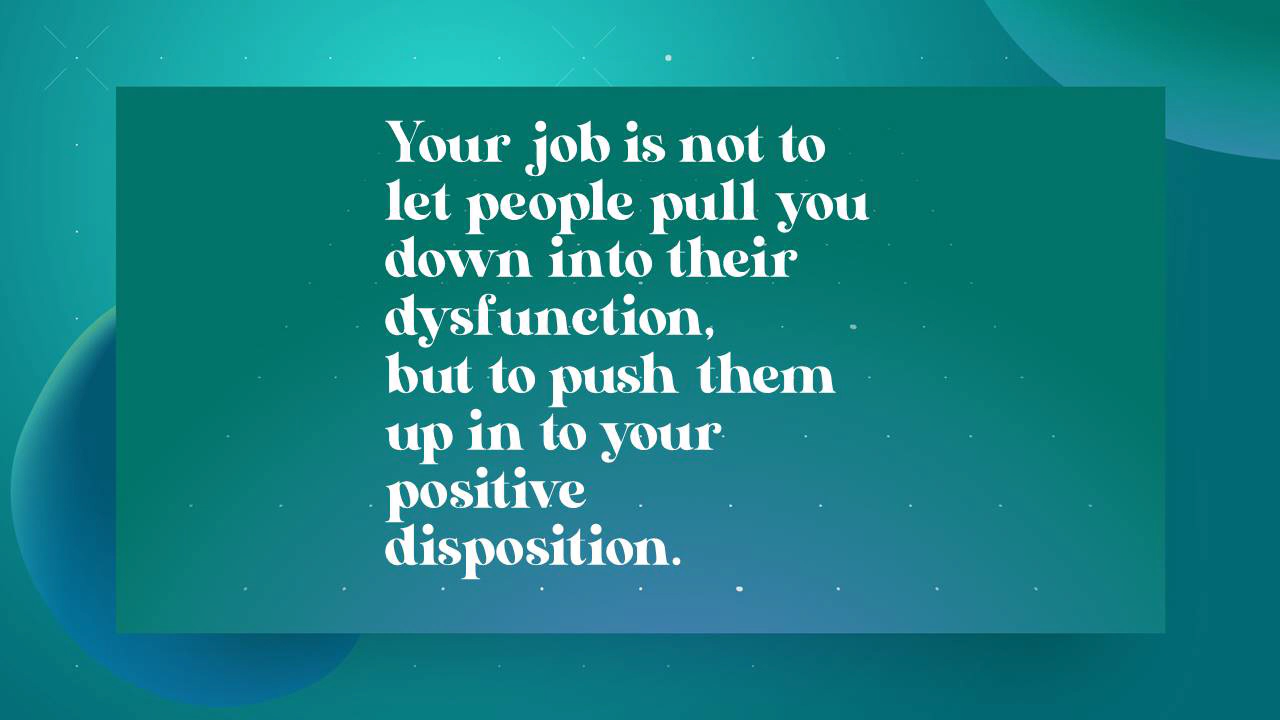 Your job is not to
let people pull you
down into their
dysfunction,
but to push them
up in to your
positive
disposition.